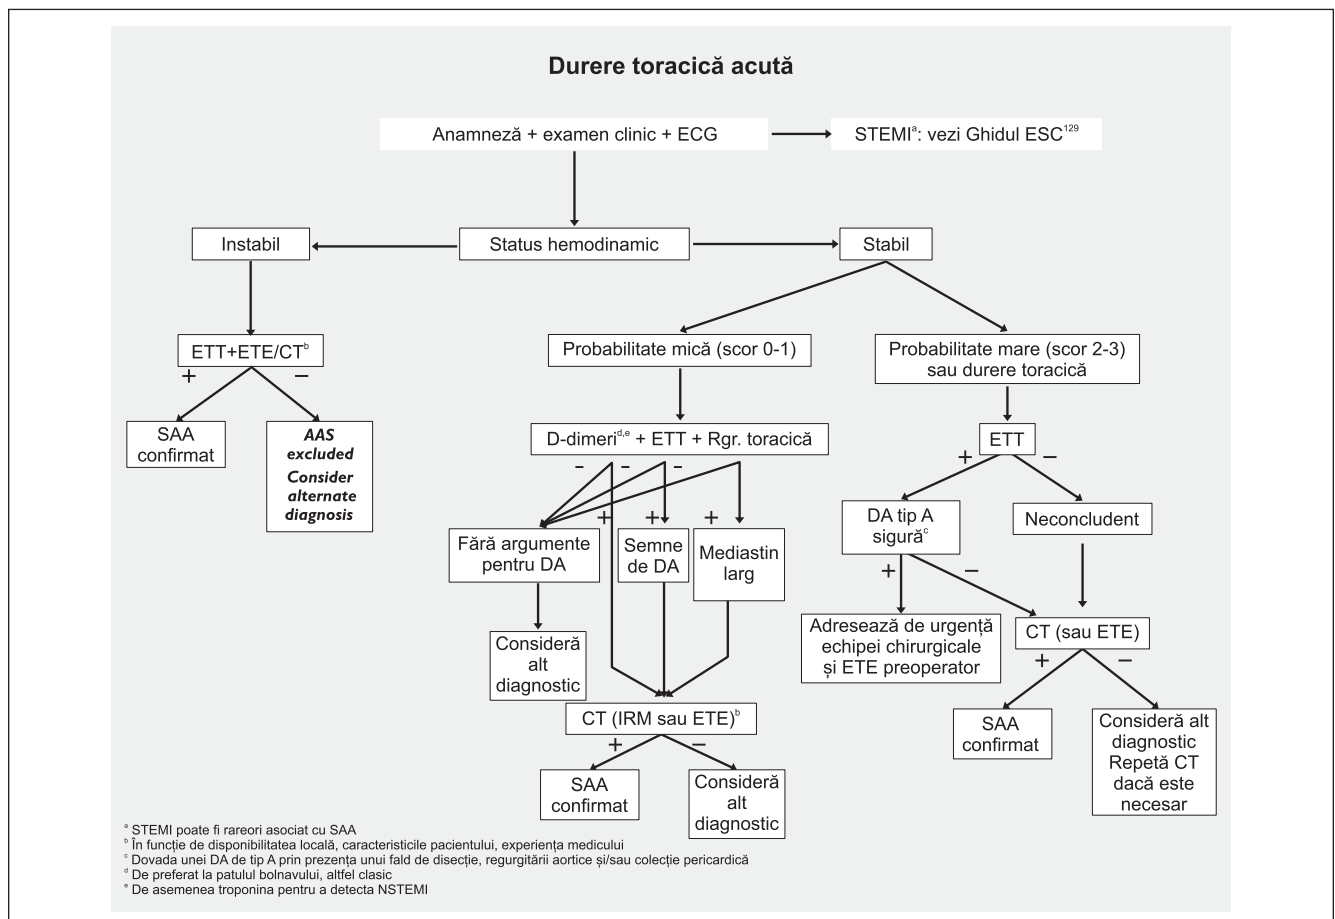 Durere toracică acută
Anamneză + examen clinic + ECG
STEMIa: vezi Ghidul ESC129
Instabil
Status hemodinamic
Stabil
ETT+ETE/CTb
+
–
SAA
confirmat
AAS
excluded
Consider
alternate
diagnosis
Probabilitate mică (scor 0-1)
Probabilitate mare (scor 2-3)
sau durere toracică
D-dimerid,e + ETT + Rgr. toracică
-
-
-
+
+
+
Fără argumente
pentru DA
Semne
de DA
Mediastin
larg
Consideră
alt
diagnostic
CT (IRM sau ETE)b
+
–
SAA
confirmat
Consideră
alt
diagnostic
ETT
+
–
DA tip A
sigurăc
Neconcludent
+
–
Adresează de urgență
echipei chirurgicale
și ETE preoperator
CT (sau ETE)
+
–
SAA
confirmat
Consideră alt
diagnostic
Repetă CT
dacă este
necesar
a STEMI poate fi rareori asociat cu SAA
b În funcție de disponibilitatea locală, caracteristicile pacientului, experiența medicului
c Dovada unei DA de tip A prin prezența unui fald de disecție, regurgitării aortice și/sau colecție pericardică
d De preferat la patul bolnavului, altfel clasic
e De asemenea troponina pentru a detecta NSTEMI